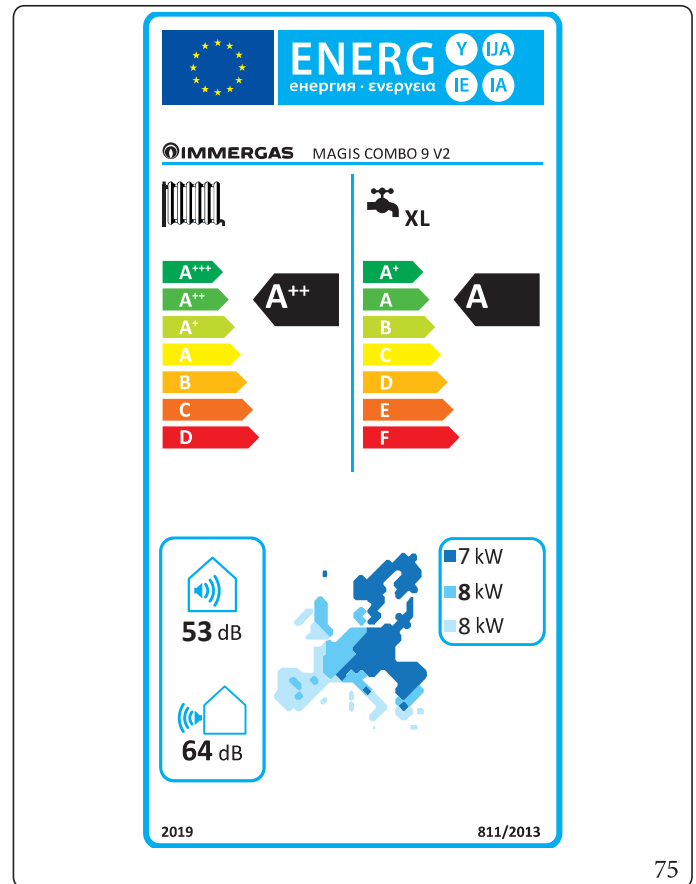 ENERG Y IJA
енергия · ενεργεια IE IA
IMMERGAS MAGIS COMBO 9 V2
XL
A+++
A++
A+
A
B
C
D
A++
A+
A
B
C
D
E
F
A
53 dB
64 dB
7 kW
8 kW
8 kW
2019 811/2013
75